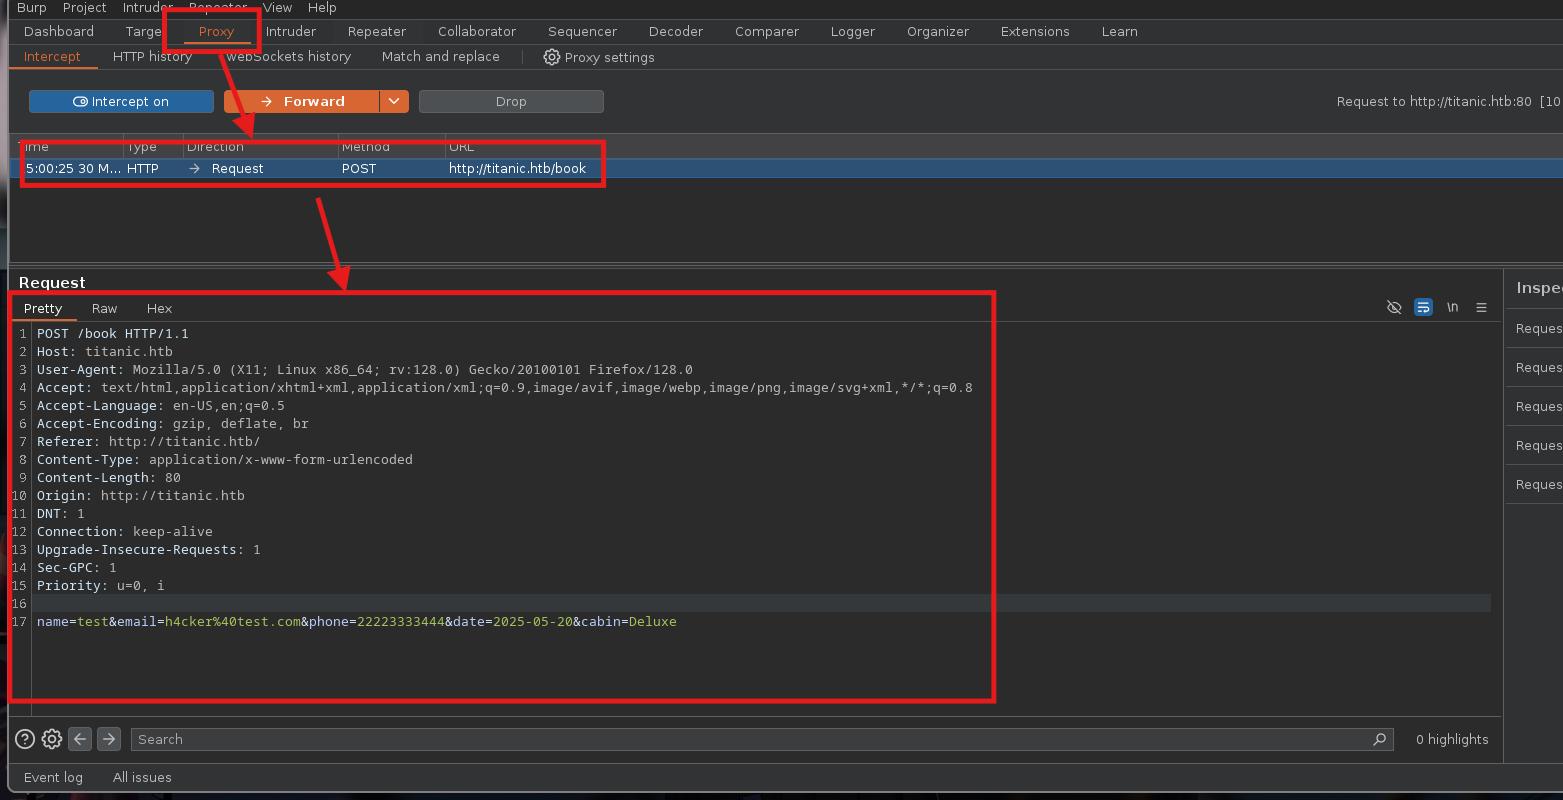 Burp Project Intruder Repeater View Help
Dashboard Targe Proxy Intruder Repeater Collaborator Sequencer Decoder Comparer Logger Organizer Extensions Learn
Intercept HTTP history WebSockets history Match and replace Proxy settings
Intercept on Forward Drop Request to http://titanic.htb:80 [10
Time Type Direction Method URL
5:00:25 30 M... HTTP → Request POST http://titanic.htb/book
Request
Inspe
Pretty Raw Hex \n
1 POST /book HTTP/1.1
2 Host: titanic.htb
3 User-Agent: Mozilla/5.0 (X11; Linux x86_64; rv:128.0) Gecko/20100101 Firefox/128.0
4 Accept: text/html,application/xhtml+xml,application/xml;q=0.9,image/avif,image/webp,image/png,image/svg+xml,*/*;q=0.8
5 Accept-Language: en-US,en;q=0.5
6 Accept-Encoding: gzip, deflate, br
7 Referer: http://titanic.htb/
8 Content-Type: application/x-www-form-urlencoded
9 Content-Length: 80
10 Origin: http://titanic.htb
11 DNT: 1
12 Connection: keep-alive
13 Upgrade-Insecure-Requests: 1
14 Sec-GPC: 1
15 Priority: u=0, i
16
17 name=test&email=h4cker%40test.com&phone=22223333444&date=2025-05-20&cabin=Deluxe
Reques
Reques
Reques
Reques
Reques
Search 0 highlights
Event log All issues